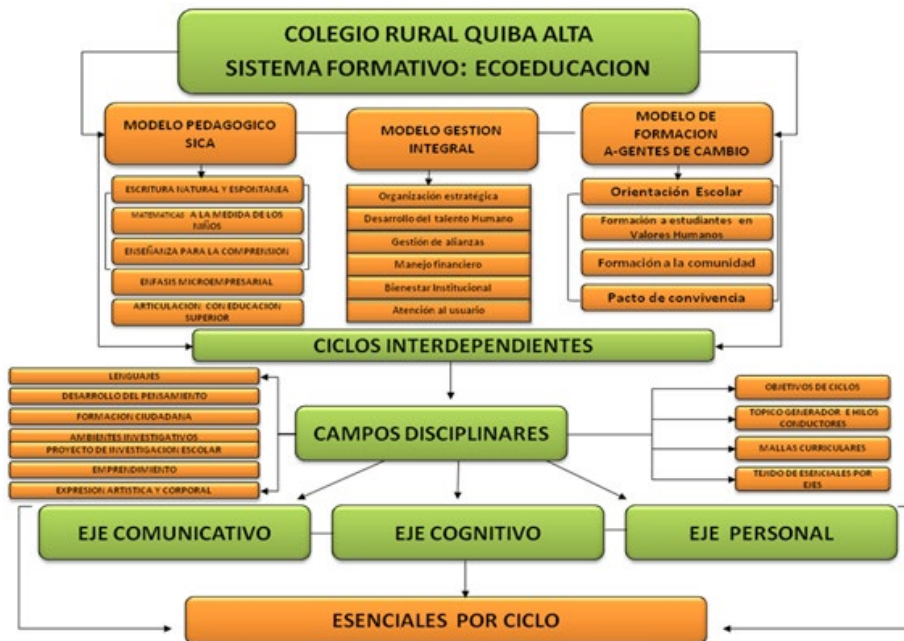 COLEGIO RURAL QUIBA ALTA
SISTEMA FORMATIVO: ECOEDUCACION
MODELO PEDAGOGICO
SICA
ESCRITURA NATURAL Y ESPONTANEA
MATEMATICAS A LA MEDIDA DE LOS
NIÑOS
ENSEÑANZA PARA LA COMPRENSION
ENFASIS MICROEMPRESARIAL
ARTICULACION CON EDUCACION
SUPERIOR
MODELO GESTION
INTEGRAL
Organización estratégica
Desarrollo del talento Humano
Gestión de alianzas
Manejo financiero
Bienestar Institucional
Atención al usuario
MODELO DE
FORMACION
A-GENTES DE CAMBIO
Orientación Escolar
Formación a estudiantes en
Valores Humanos
Formación a la comunidad
Pacto de convivencia
CICLOS INTERDEPENDIENTES
LENGUAJES
DESARROLLO DEL PENSAMIENTO
FORMACION CIUDADANA
AMBIENTES INVESTIGATIVOS
PROYECTO DE INVESTIGACION ESCOLAR
EMPRENDIMIENTO
EXPRESION ARTISTICA Y CORPORAL
CAMPOS DISCIPLINARES
OBJETIVOS DE CICLOS
TOPICO GENERADOR E HILOS
CONDUCTORES
MALLAS CURRICULARES
TEJIDO DE ESENCIALES POR
EJES
EJE COMUNICATIVO
EJE COGNITIVO
EJE PERSONAL
ESENCIALES POR CICLO